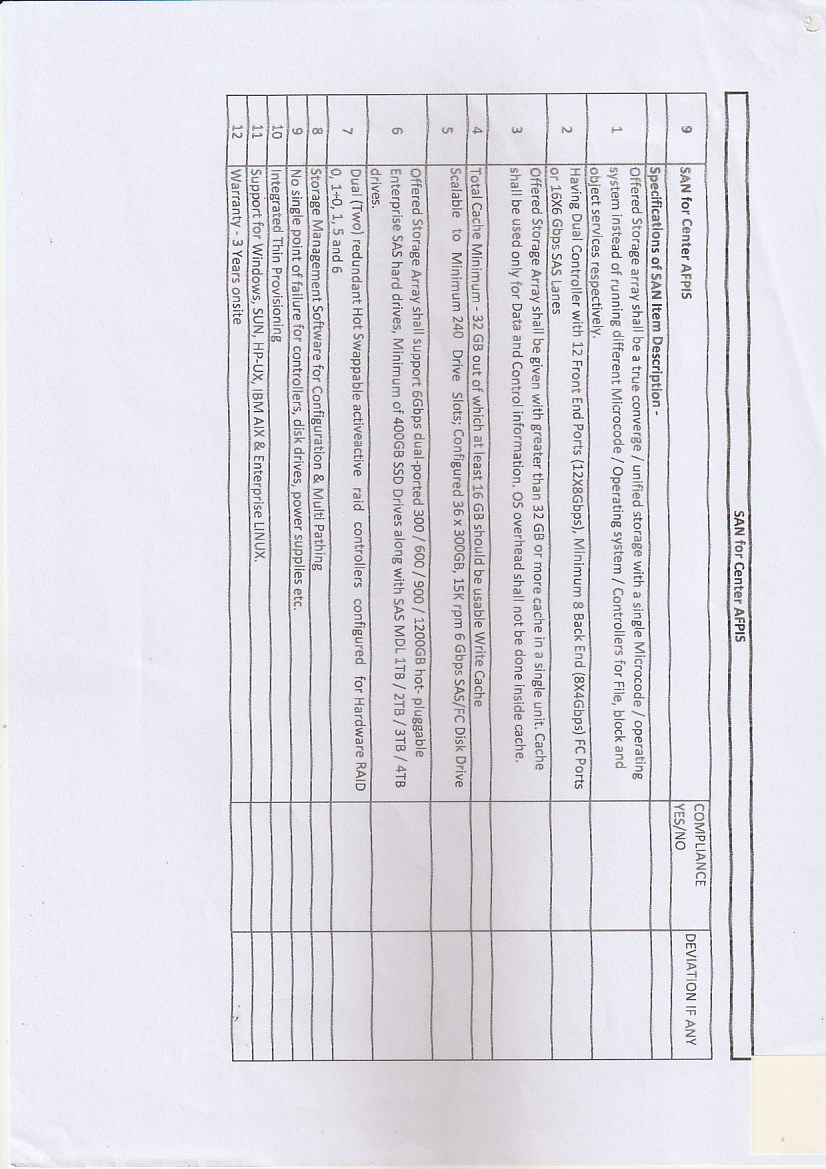 SAN for Center AFPIS
9 SAN for Center AFPIS COMPLIANCE YES/NO DEVIATION IF ANY
Specifications of SAN Item Description -
1 Offered Storage array shall be a true converge / unified storage with a single Microcode / operating
system instead of running different Microcode / Operating system / Controllers for File, block and
object services respectively.
2 Having Dual Controller with 12 Front End Ports (12X8Gbps), Minimum 8 Back End (8X4Gbps) FC Ports
or 16X6 Gbps SAS Lanes
3 Offered Storage Array shall be given with greater than 32 GB or more cache in a single unit. Cache
shall be used only for Data and Control information. OS overhead shall not be done inside cache.
4 Total Cache Minimum - 32 GB out of which at least 16 GB should be usable Write Cache
5 Scalable to Minimum 240 Drive Slots; Configured 36 x 300GB, 15K rpm 6 Gbps SAS/FC Disk Drive
6 Offered Storage Array shall support 6Gbps dual-ported 300 / 600 / 900 / 1200GB hot- pluggable
Enterprise SAS hard drives, Minimum of 400GB SSD Drives along with SAS MDL 1TB / 2TB / 3TB / 4TB
drives.
7 Dual (Two) redundant Hot Swappable activeactive raid controllers configured for Hardware RAID
0, 1+0, 1, 5 and 6
8 Storage Management Software for Configuration & Multi Pathing
9 No single point of failure for controllers, disk drives, power supplies etc.
10 Integrated Thin Provisioning
11 Support for Windows, SUN, HP-UX, IBM AIX & Enterprise LINUX.
12 Warranty - 3 Years onsite